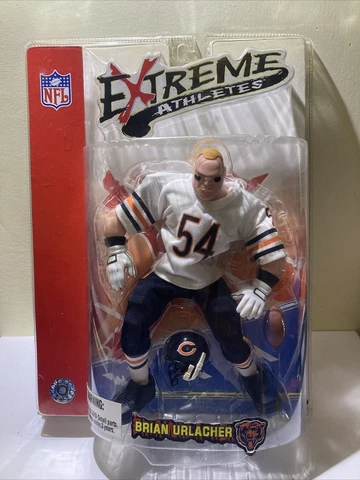 EXTREME
ATHLETES
NFL
54
WARNING:
BRIAN URLACHER